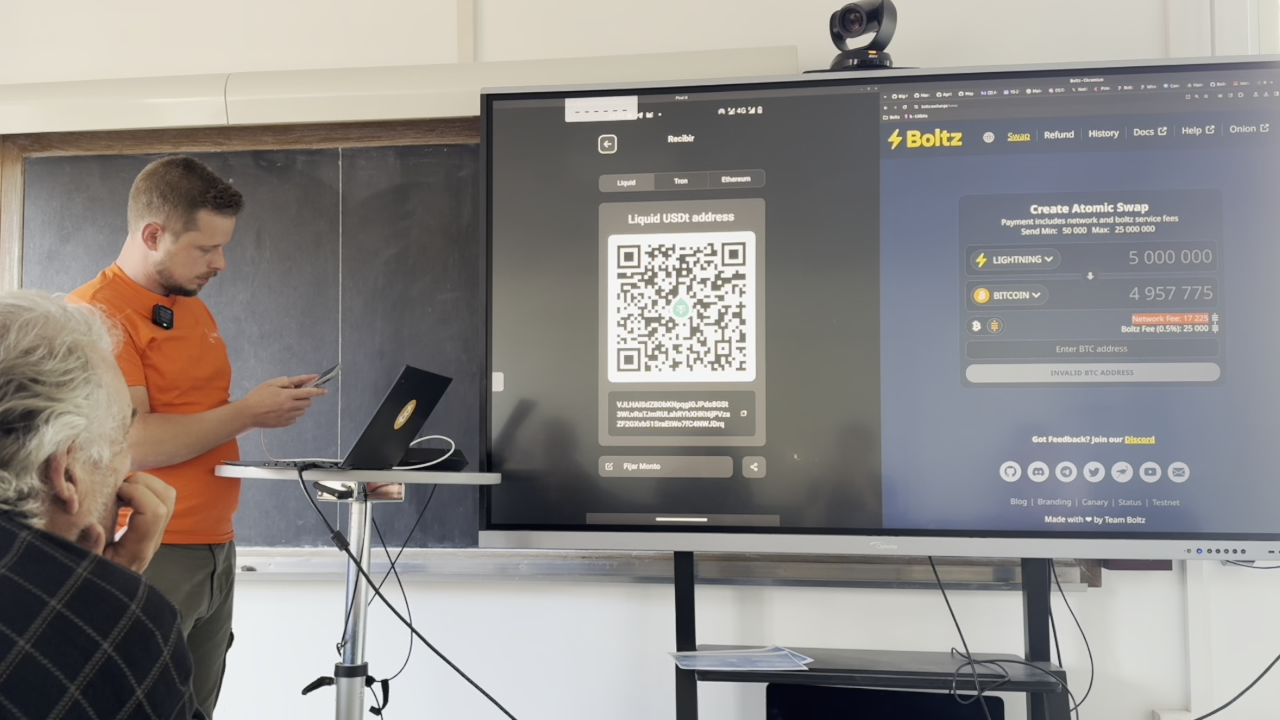 4G
Recibir
Liquid
Tron
Ethereum
Liquid USDt address
Fijar Monto
Boltz
Swap
Refund
History
Docs
Help
Onion
Create Atomic Swap
Payment includes network and boltz service fees
Send Min: 50 000 Max: 25 000 000
LIGHTNING
5 000 000
BITCOIN
4 957 775
Network Fee: 17 225
Boltz Fee (0.5%): 25 000
Enter BTC address
INVALID BTC ADDRESS
Got Feedback? Join our Discord
Blog | Branding | Canary | Status | Testnet
Made with ❤ by Team Boltz